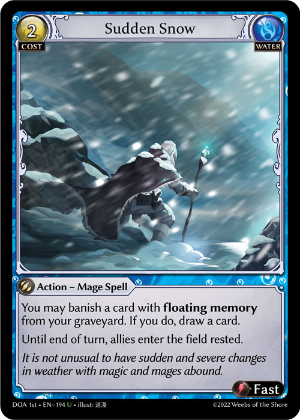 2
COST
Sudden Snow
WATER
Action – Mage Spell
You may banish a card with floating memory
from your graveyard. If you do, draw a card.
Until end of turn, allies enter the field rested.
It is not unusual to have sudden and severe changes
in weather with magic and mages abound.
Fast
DOA 1st • EN–194 U • illust:
©2022 Weebs of the Shore